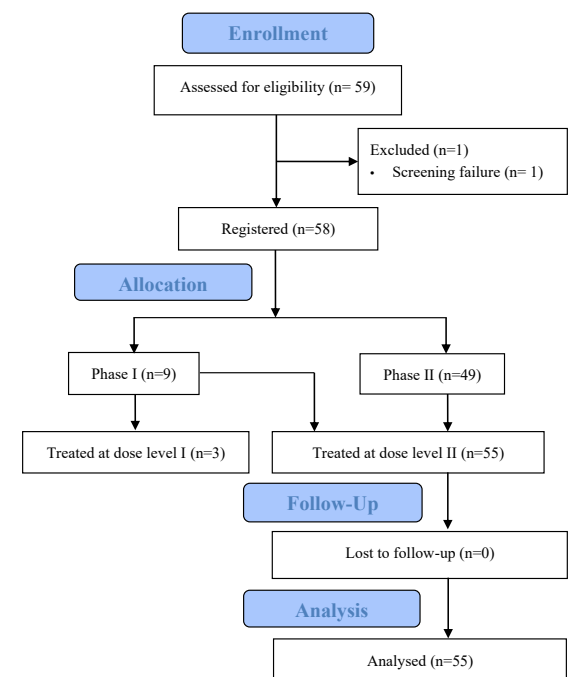 Enrollment
Assessed for eligibility (n= 59)
Excluded (n=1)
• Screening failure (n= 1)
Registered (n=58)
Allocation
Phase I (n=9)
Phase II (n=49)
Treated at dose level I (n=3)
Treated at dose level II (n=55)
Follow-Up
Lost to follow-up (n=0)
Analysis
Analysed (n=55)